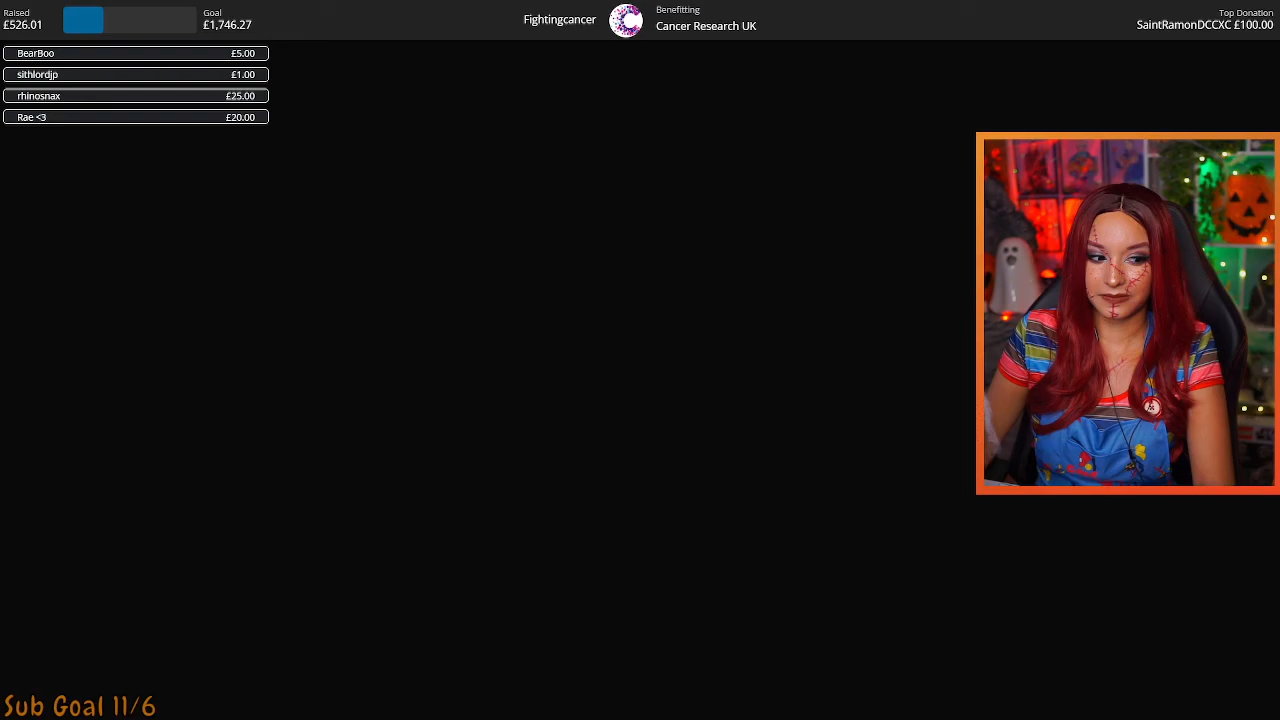 Raised
£526.01
Goal
£1,746.27
Fightingcancer
Benefitting
Cancer Research UK
Top Donation
SaintRamonDCCXC £100.00
BearBoo £5.00
sithlordjp £1.00
rhinosnax £25.00
Rae <3 £20.00
Sub Goal 11/6